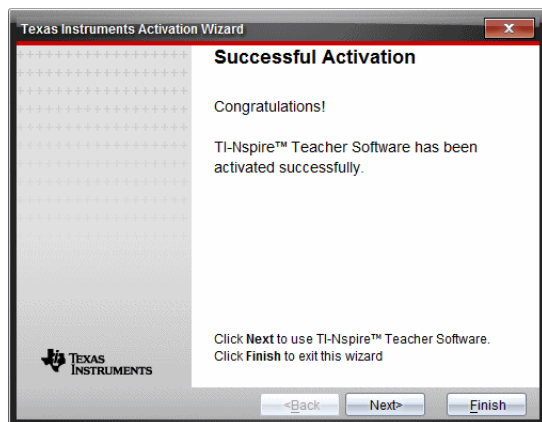 Texas Instruments Activation Wizard
x
Successful Activation
Congratulations!
TI-Nspire™ Teacher Software has been
activated successfully.
Click Next to use TI-Nspire™ Teacher Software.
Click Finish to exit this wizard
TEXAS
INSTRUMENTS
<Back Next> Finish